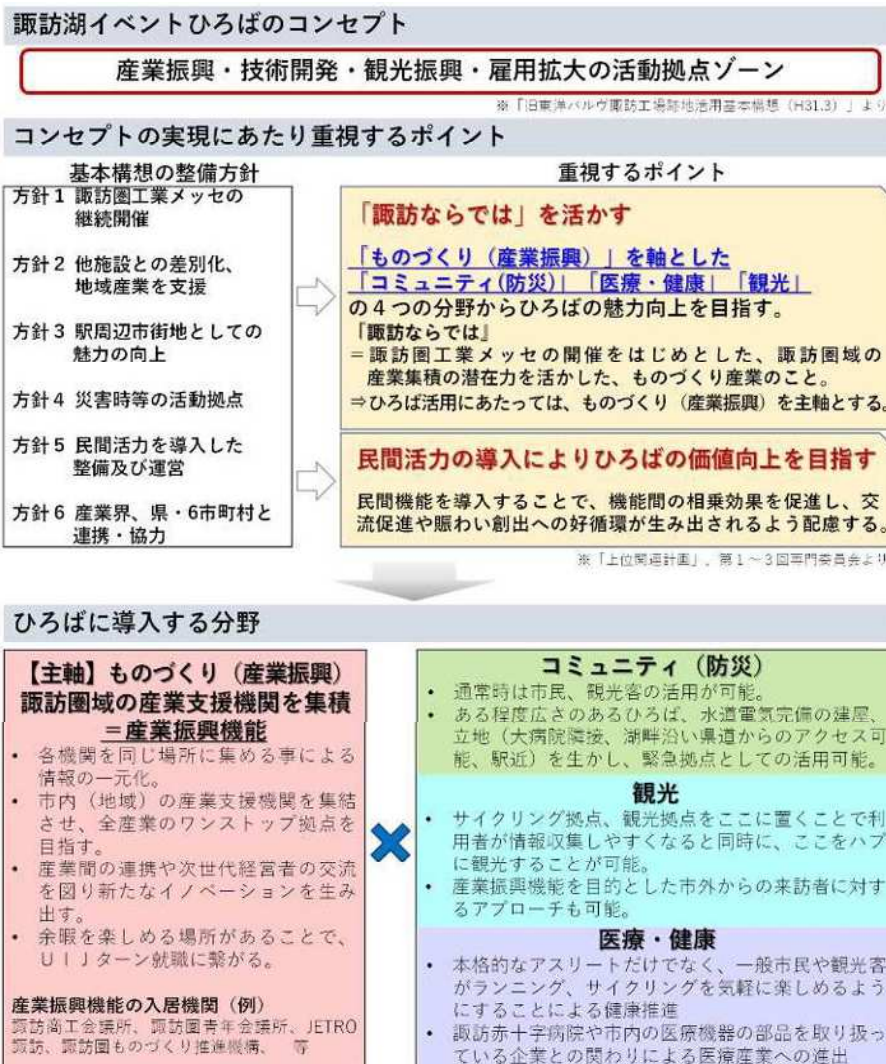 諏訪湖イベントひろばのコンセプト
産業振興・技術開発・観光振興・雇用拡大の活動拠点ゾーン
※「旧東洋バルヴ諏訪工場跡地活用基本構想（H31.3）」より
コンセプトの実現にあたり重視するポイント
基本構想の整備方針
方針1 諏訪圏工業メッセの
継続開催
方針2 他施設との差別化、
地域産業を支援
方針3 駅周辺市街地としての
魅力の向上
方針4 災害時等の活動拠点
方針5 民間活力を導入した
整備及び運営
方針6 産業界、県・6市町村と
連携・協力
重視するポイント
「諏訪ならでは」を活かす
「ものづくり（産業振興）」を軸とした
「コミュニティ(防災)」「医療・健康」「観光」
の４つの分野からひろばの魅力向上を目指す。
『諏訪ならでは』
＝諏訪圏工業メッセの開催をはじめとした、諏訪圏域の
産業集積の潜在力を活かした、ものづくり産業のこと。
⇒ひろば活用にあたっては、ものづくり（産業振興）を主軸とする。
民間活力の導入によりひろばの価値向上を目指す
民間機能を導入することで、機能間の相乗効果を促進し、交
流促進や賑わい創出への好循環が生み出されるよう配慮する。
※「上位関連計画」、第1～3回専門委員会より
ひろばに導入する分野
【主軸】ものづくり（産業振興）
諏訪圏域の産業支援機関を集積
＝産業振興機能
• 各機関を同じ場所に集める事による
情報の一元化。
• 市内（地域）の産業支援機関を集結
させ、全産業のワンストップ拠点を
目指す。
• 産業間の連携や次世代経営者の交流
を図り新たなイノベーションを生み
出す。
• 余暇を楽しめる場所があることで、
ＵＩＪターン就職に繋がる。
産業振興機能の入居機関（例）
諏訪商工会議所、諏訪圏青年会議所、JETRO
諏訪、諏訪圏ものづくり推進機構、 等
コミュニティ（防災）
• 通常時は市民、観光客の活用が可能。
• ある程度広さのあるひろば、水道電気完備の建屋、
立地（大病院隣接、湖畔沿い県道からのアクセス可
能、駅近）を生かし、緊急拠点としての活用可能。
観光
• サイクリング拠点、観光拠点をここに置くことで利
用者が情報収集しやすくなると同時に、ここをハブ
に観光することが可能。
• 産業振興機能を目的とした市外からの来訪者に対す
るアプローチも可能。
医療・健康
• 本格的なアスリートだけでなく、一般市民や観光客
がランニング、サイクリングを気軽に楽しめるよう
にすることによる健康推進
• 諏訪赤十字病院や市内の医療機器の部品を取り扱っ
ている企業との関わりによる医療産業への進出